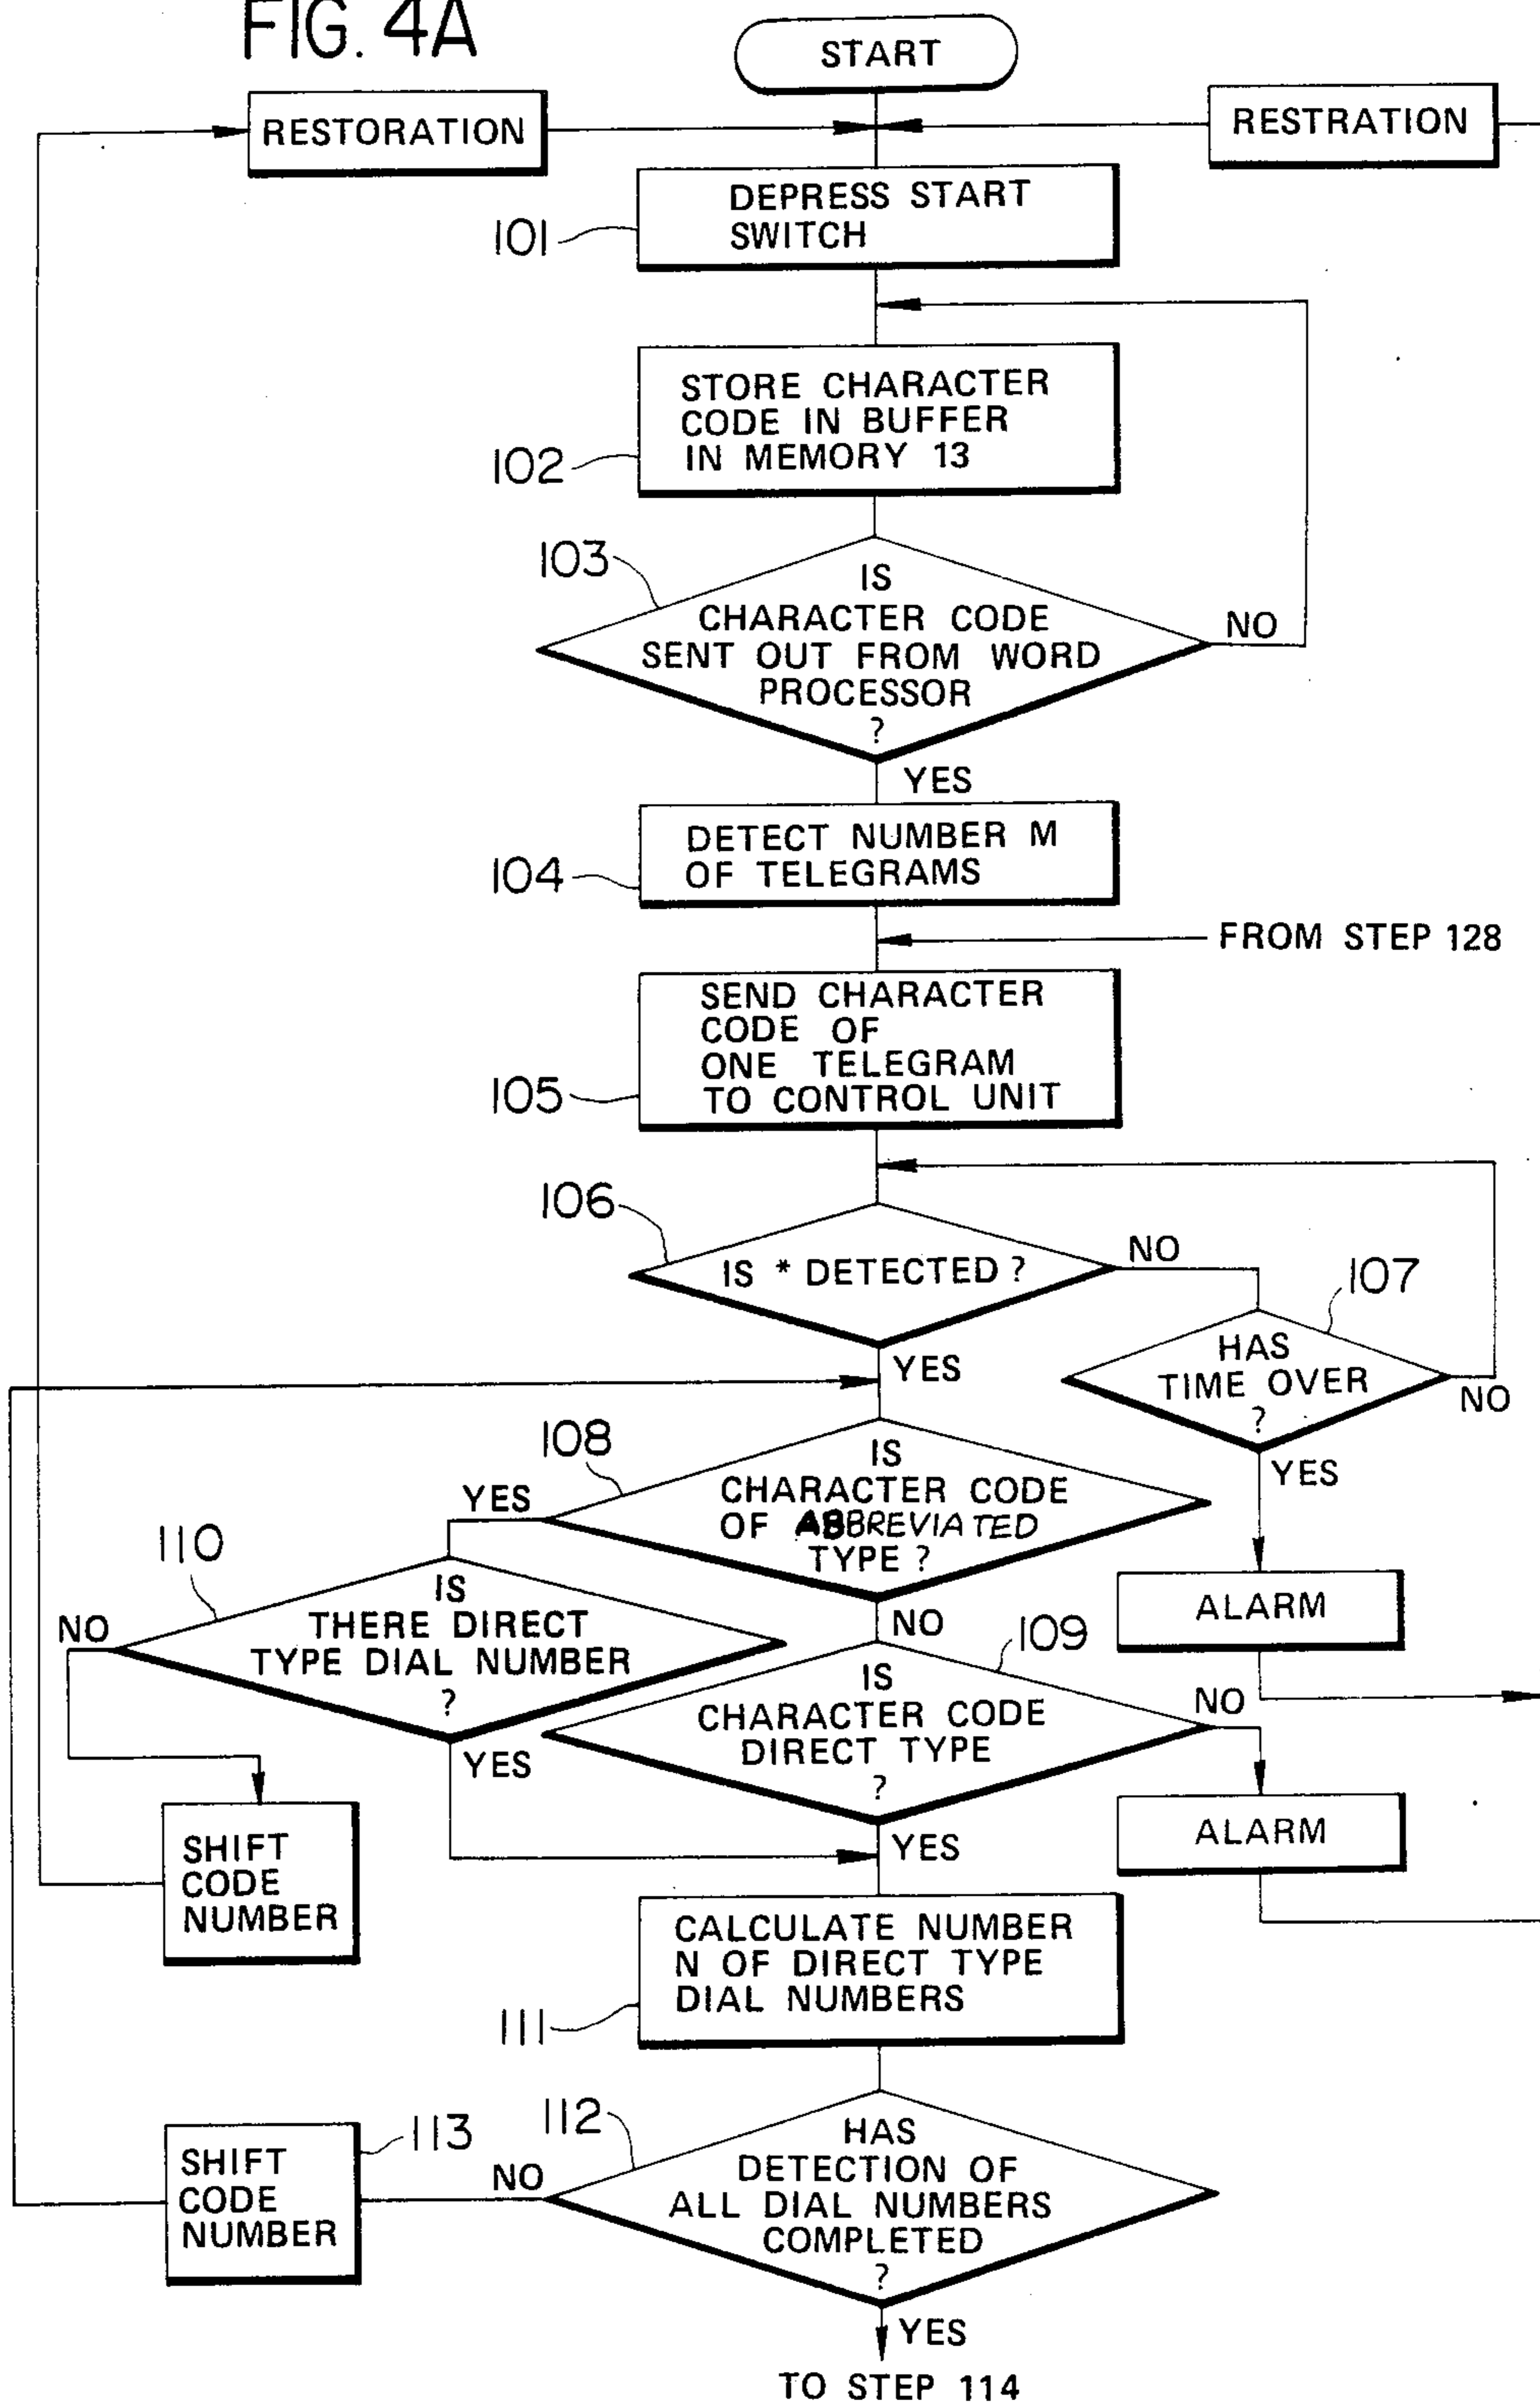 FIG. 4A
START
RESTORATION
RESTRATION
DEPRESS START
SWITCH
101
STORE CHARACTER
CODE IN BUFFER
IN MEMORY 13
102
103
IS
CHARACTER CODE
SENT OUT FROM WORD
PROCESSOR
?
NO
YES
DETECT NUMBER M
OF TELEGRAMS
104
FROM STEP 128
SEND CHARACTER
CODE OF
ONE TELEGRAM
TO CONTROL UNIT
105
106
IS * DETECTED ?
NO
107
HAS
TIME OVER
?
NO
YES
YES
108
IS
CHARACTER CODE
OF ABBREVIATED
TYPE ?
YES
110
IS
THERE DIRECT
TYPE DIAL NUMBER
?
NO
YES
NO
109
IS
CHARACTER CODE
DIRECT TYPE
?
NO
ALARM
ALARM
YES
SHIFT
CODE
NUMBER
CALCULATE NUMBER
N OF DIRECT TYPE
DIAL NUMBERS
111
112
HAS
DETECTION OF
ALL DIAL NUMBERS
COMPLETED
?
NO
113
SHIFT
CODE
NUMBER
YES
TO STEP 114